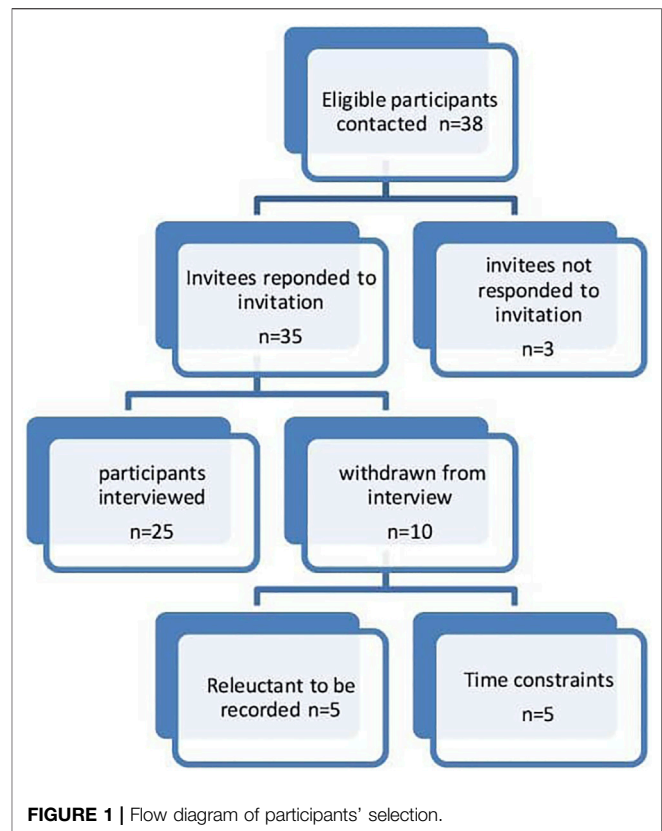 Eligible participants
contacted n=38
Invitees reponded to
invitation
n=35
invitees not
responded to
invitation
n=3
participants
interviewed
n=25
withdrawn from
interview
n=10
Releuctant to be
recorded n=5
Time constraints
n=5
FIGURE 1 | Flow diagram of participants' selection.